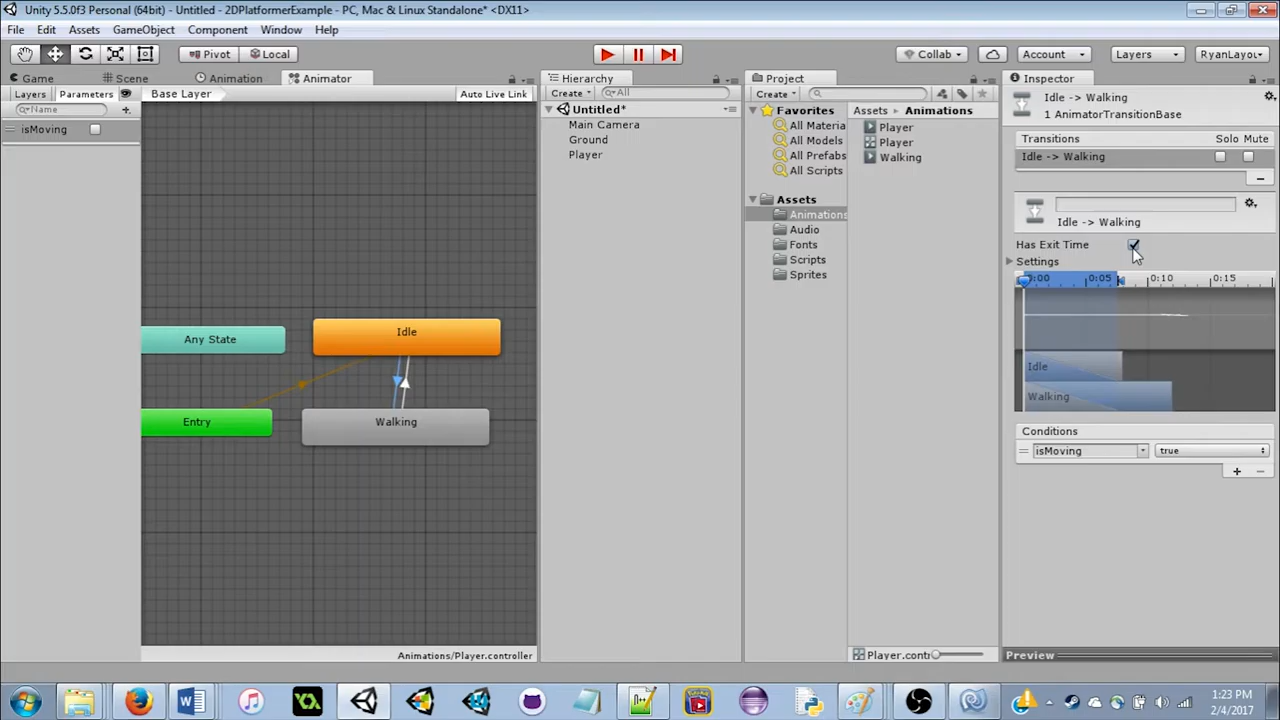 Unity 5.5.0f3 Personal (64bit) - Untitled - 2DPlatformerExample - PC, Mac & Linux Standalone* <DX11>
File Edit Assets GameObject Component Window Help
Pivot Local Collab Account Layers RyanLayou
Game Scene Animation Animator
Layers Parameters Base Layer Auto Live Link
Name
isMoving
Any State
Idle
Entry
Walking
Animations/Player.controller
Hierarchy
Create All
Untitled*
Main Camera
Ground
Player
Project
Create
Favorites
All Materia
All Models
All Prefabs
All Scripts
Assets
Animations
Audio
Fonts
Scripts
Sprites
Assets Animations
Player
Player
Walking
Player.contr
Inspector
Idle -> Walking
1 AnimatorTransitionBase
Transitions Solo Mute
Idle -> Walking
Idle -> Walking
Has Exit Time
Settings
0:00 0:05 0:10 0:15
Idle
Walking
Conditions
isMoving true
Preview
1:23 PM
2/4/2017